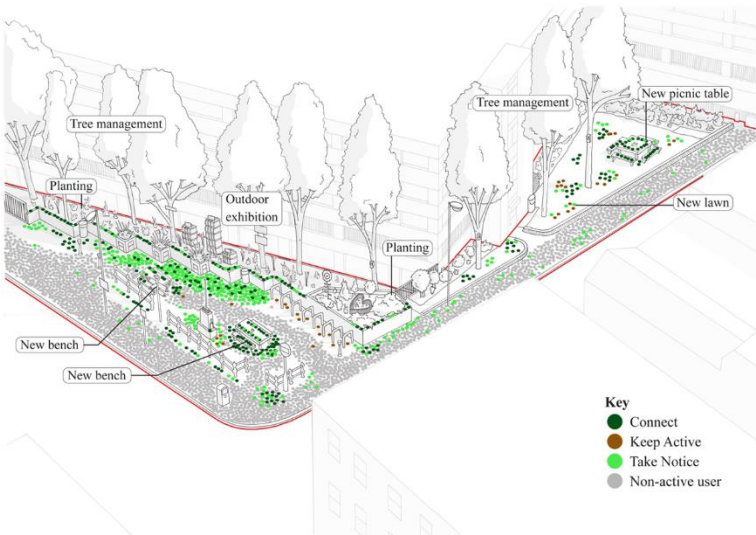 New picnic table
Tree management
Tree management
Planting
Outdoor
exhibition
New lawn
Planting
New bench
New bench
Key
Connect
Keep Active
Take Notice
Non-active user